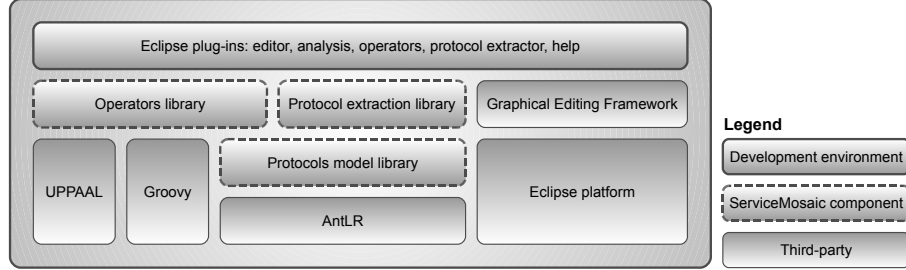 Eclipse plug-ins: editor, analysis, operators, protocol extractor, help
Operators library
Protocol extraction library
Graphical Editing Framework
UPPAAL
Groovy
Protocols model library
AntLR
Eclipse platform
Legend
Development environment
ServiceMosaic component
Third-party